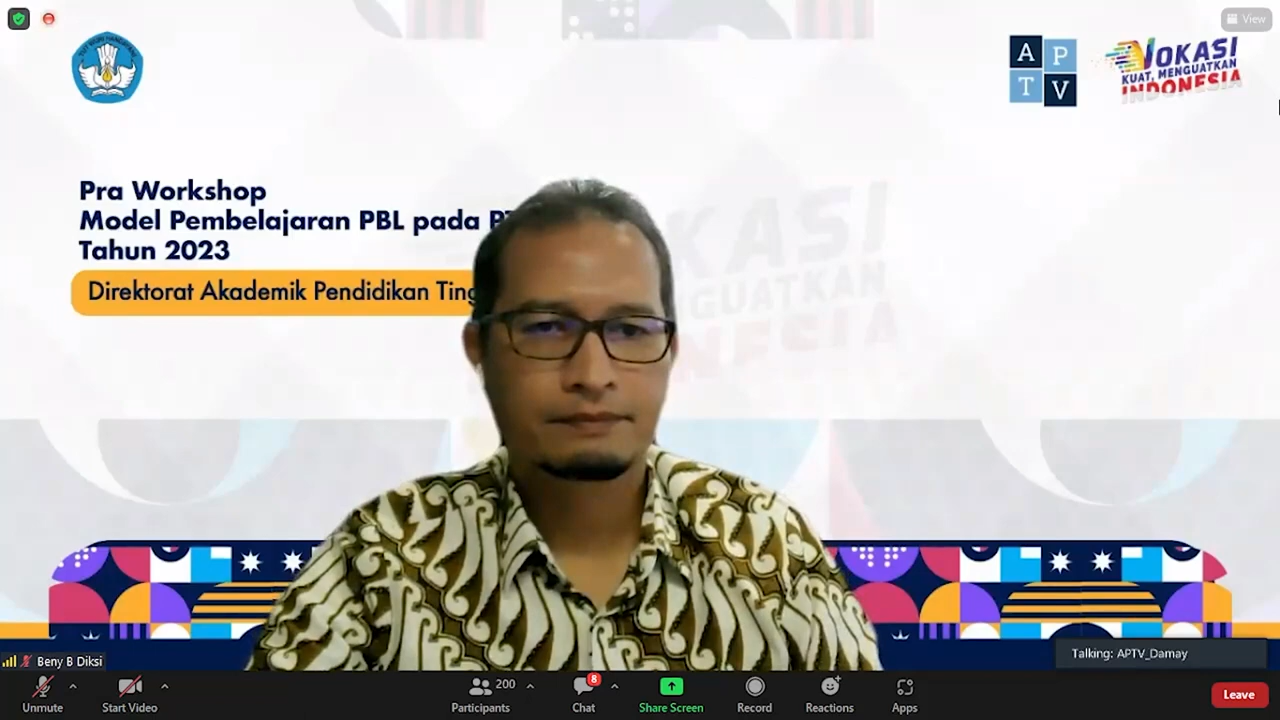 View
A P
T V
VOKASI
KUAT, MENGUATKAN
INDONESIA
Pra Workshop
Model Pembelajaran PBL pada
Tahun 2023
Direktorat Akademik Pendidikan
Beny B Diksi
Talking: APTV_Damay
Unmute
Start Video
200
Participants
8
Chat
Share Screen
Record
Reactions
Apps
Leave